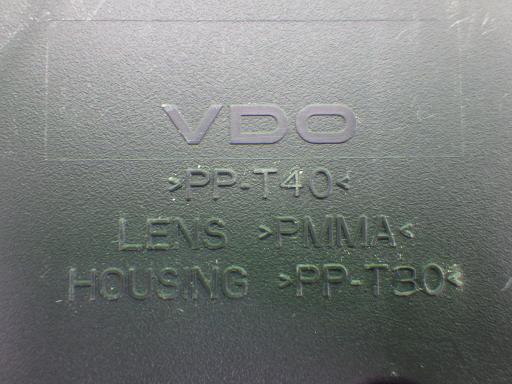 VDO
>PP-T40<
LENS >PMMA<
HOUSING >PP-T30<